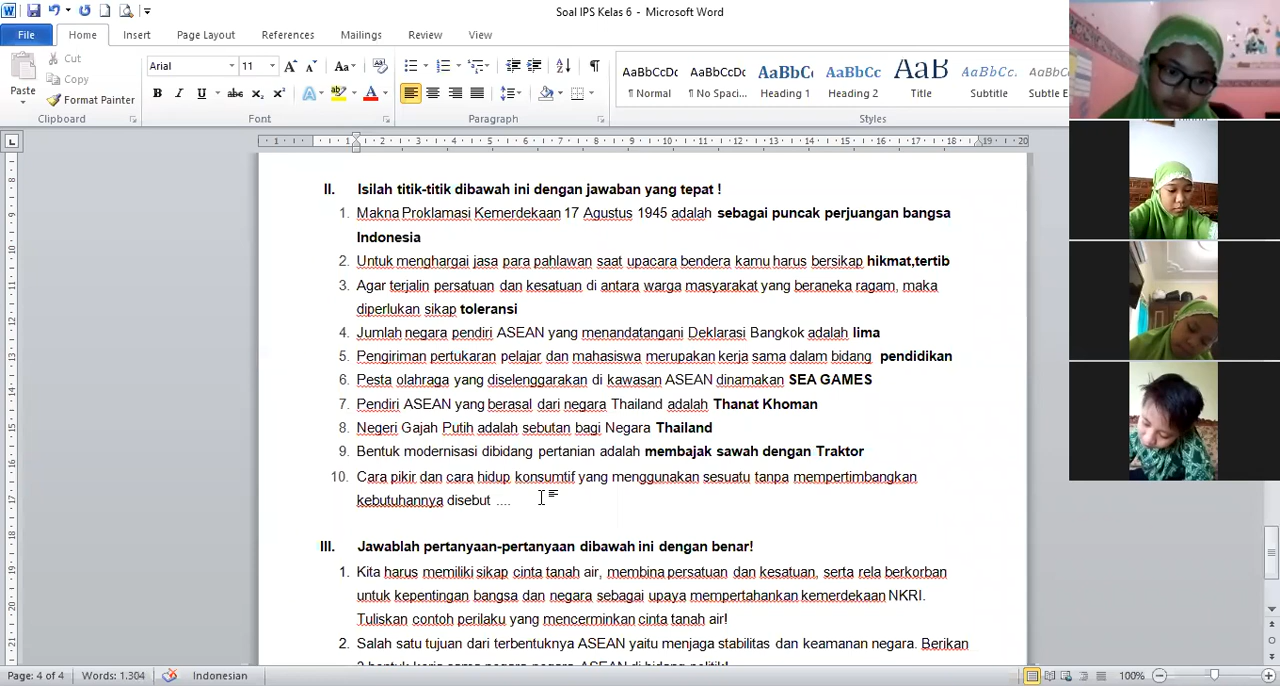 Soal IPS Kelas 6 - Microsoft Word
File Home Insert Page Layout References Mailings Review View
Cut
Copy
Paste
Format Painter
Arial 11
Clipboard Font Paragraph Styles
AaBbCcDc AaBbCcDc AaBbC AaBbCc AaB AaBbCc.
¶ Normal ¶ No Spaci... Heading 1 Heading 2 Title Subtitle Subtle E
II. Isilah titik-titik dibawah ini dengan jawaban yang tepat !
1. Makna Proklamasi Kemerdekaan 17 Agustus 1945 adalah sebagai puncak perjuangan bangsa
Indonesia
2. Untuk menghargai jasa para pahlawan saat upacara bendera kamu harus bersikap hikmat,tertib
3. Agar terjalin persatuan dan kesatuan di antara warga masyarakat yang beraneka ragam, maka
diperlukan sikap toleransi
4. Jumlah negara pendiri ASEAN yang menandatangani Deklarasi Bangkok adalah lima
5. Pengiriman pertukaran pelajar dan mahasiswa merupakan kerja sama dalam bidang pendidikan
6. Pesta olahraga yang diselenggarakan di kawasan ASEAN dinamakan SEA GAMES
7. Pendiri ASEAN yang berasal dari negara Thailand adalah Thanat Khoman
8. Negeri Gajah Putih adalah sebutan bagi Negara Thailand
9. Bentuk modernisasi dibidang pertanian adalah membajak sawah dengan Traktor
10. Cara pikir dan cara hidup konsumtif yang menggunakan sesuatu tanpa mempertimbangkan
kebutuhannya disebut ....
III. Jawablah pertanyaan-pertanyaan dibawah ini dengan benar!
1. Kita harus memiliki sikap cinta tanah air, membina persatuan dan kesatuan, serta rela berkorban
untuk kepentingan bangsa dan negara sebagai upaya mempertahankan kemerdekaan NKRI.
Tuliskan contoh perilaku yang mencerminkan cinta tanah air!
2. Salah satu tujuan dari terbentuknya ASEAN yaitu menjaga stabilitas dan keamanan negara. Berikan
Page: 4 of 4 Words: 1.304 Indonesian 100%